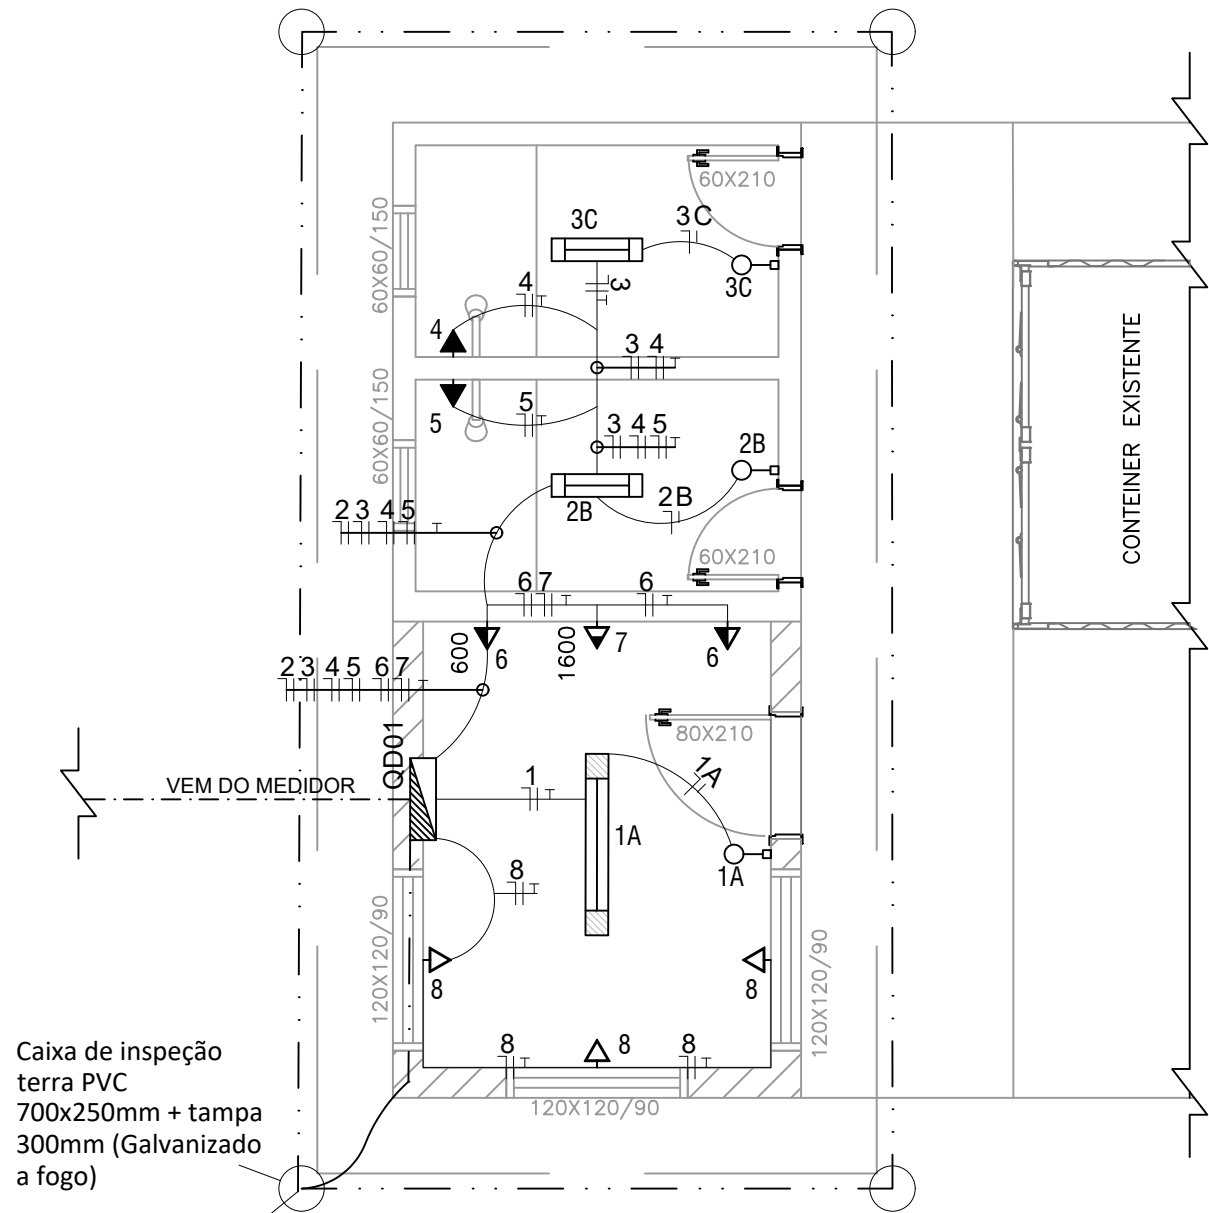 60X210
60X60/150
3C
3C
3C
4
3
4
3 4
CONTEINER EXISTENTE
60X60/150
5
5
3 4 5
2B
2B
2B
2 3 4 5
60X210
6 7
6
600
6
1600
7
6
2 3 4 5 6 7
QD01
80X210
VEM DO MEDIDOR
1
1A
1A
1A
8
120X120/90
8
8
120X120/90
8
8
8
120X120/90
Caixa de inspeção
terra PVC
700x250mm + tampa
300mm (Galvanizado
a fogo)